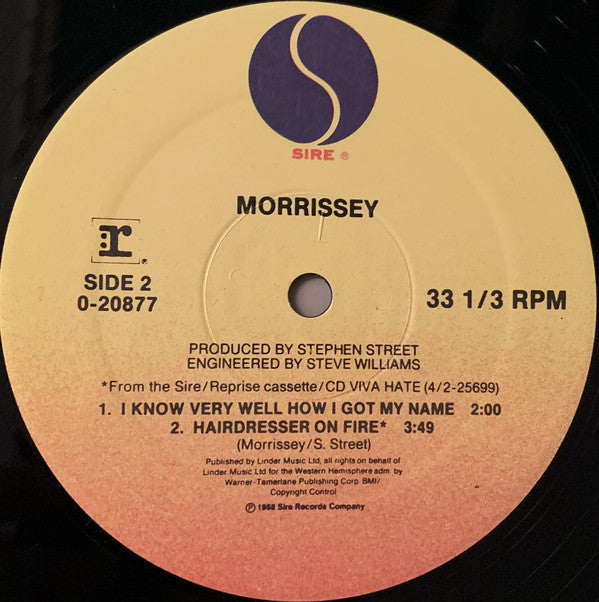 SIRE ®
MORRISSEY
r
SIDE 2
0-20877
33 1/3 RPM
PRODUCED BY STEPHEN STREET
ENGINEERED BY STEVE WILLIAMS
*From the Sire/Reprise cassette/CD VIVA HATE (4/2-25699)
1. I KNOW VERY WELL HOW I GOT MY NAME 2:00
2. HAIRDRESSER ON FIRE* 3:49
(Morrissey/S. Street)
Published by Linder Music Ltd, all rights on behalf of
Linder Music Ltd for the Western Hemisphere adm. by
Warner-Tamerlane Publishing Corp. BMI/
Copyright Control
℗ 1988 Sire Records Company